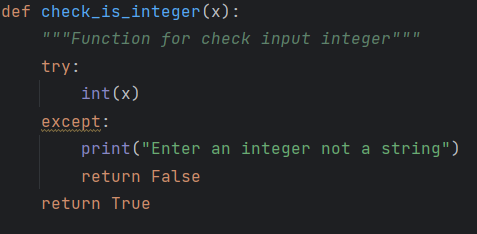 def check_is_integer(x):
    """Function for check input integer"""
    try:
        int(x)
    except:
        print("Enter an integer not a string")
        return False
    return True